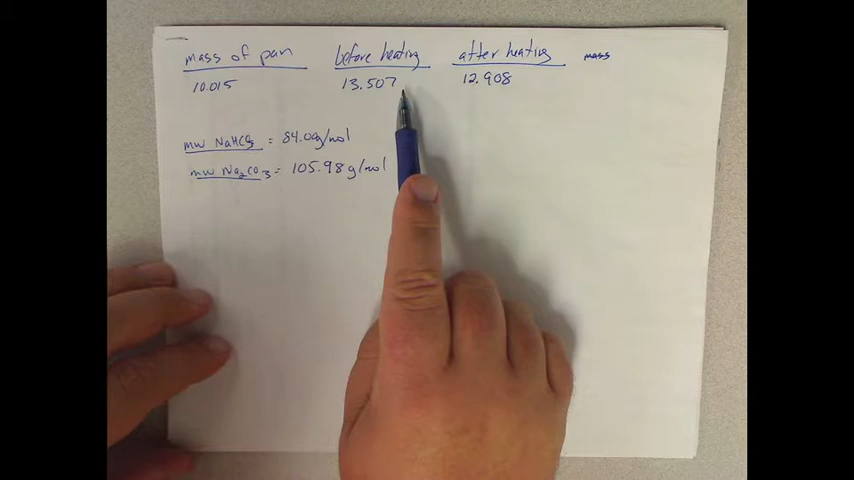 mass of pan before heating after heating mass
10.015 13.507 12.908
mw NaHCO3 = 84.00g/mol
mw Na2CO3 = 105.98g/mol